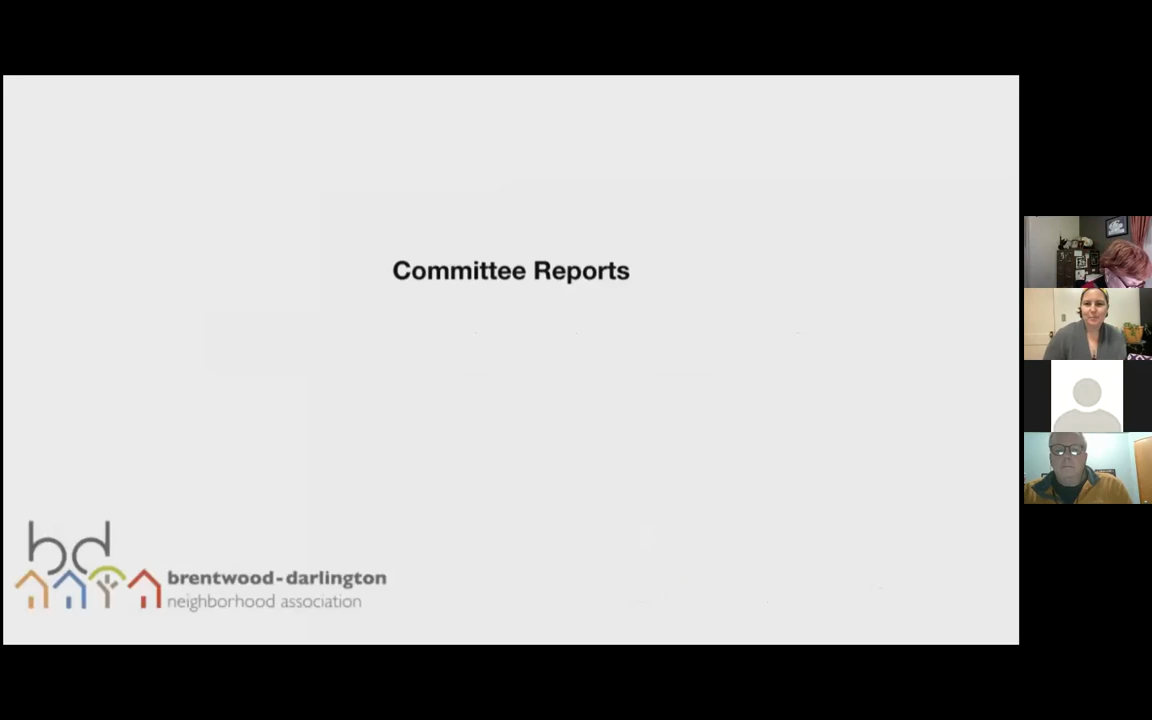 Committee Reports
bd
brentwood-darlington
neighborhood association